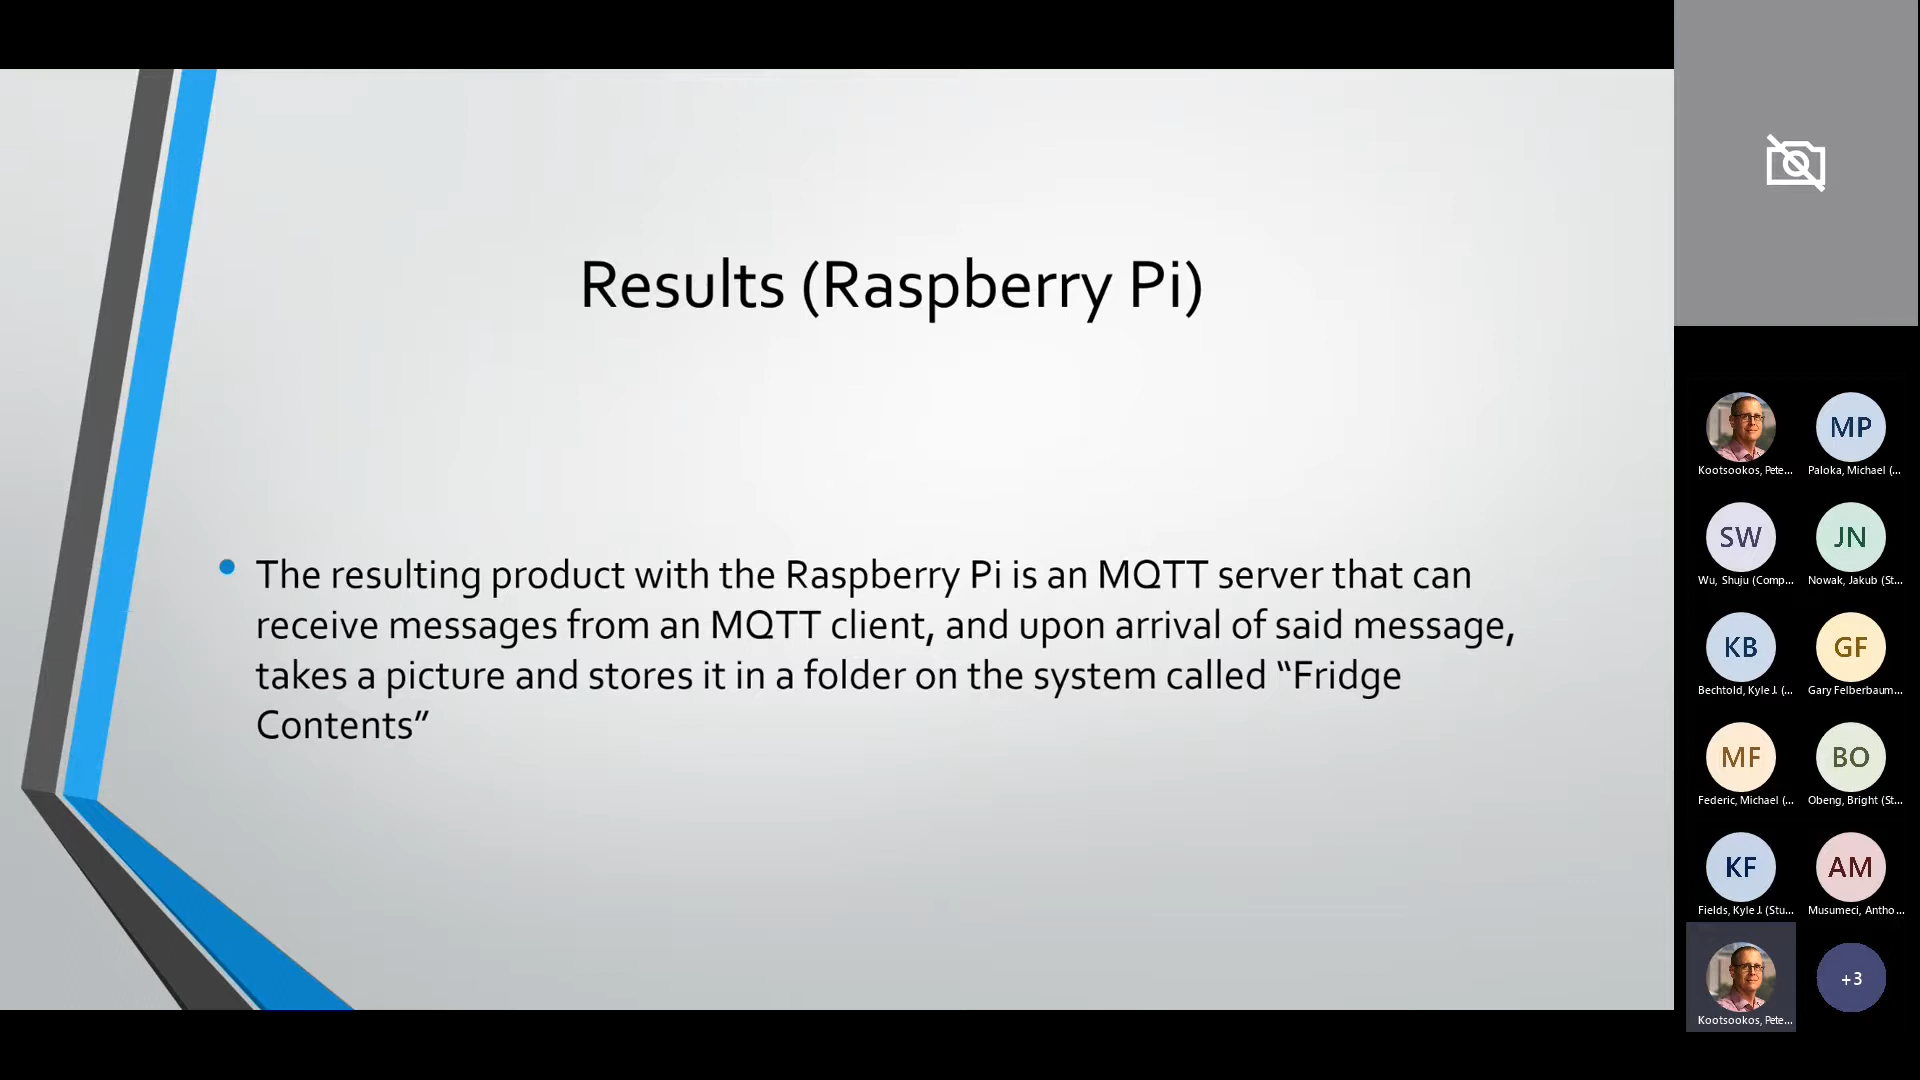 Results (Raspberry Pi)
• The resulting product with the Raspberry Pi is an MQTT server that can
receive messages from an MQTT client, and upon arrival of said message,
takes a picture and stores it in a folder on the system called “Fridge
Contents”
Kootsookos, Pete...
MP
Paloka, Michael (...
SW
Wu, Shuju (Comp...
JN
Nowak, Jakub (St...
KB
Bechtold, Kyle J. (...
GF
Gary Felberbaum...
MF
Federic, Michael (...
BO
Obeng, Bright (St...
KF
Fields, Kyle J. (Stu...
AM
Musumeci, Antho...
Kootsookos, Pete...
+3